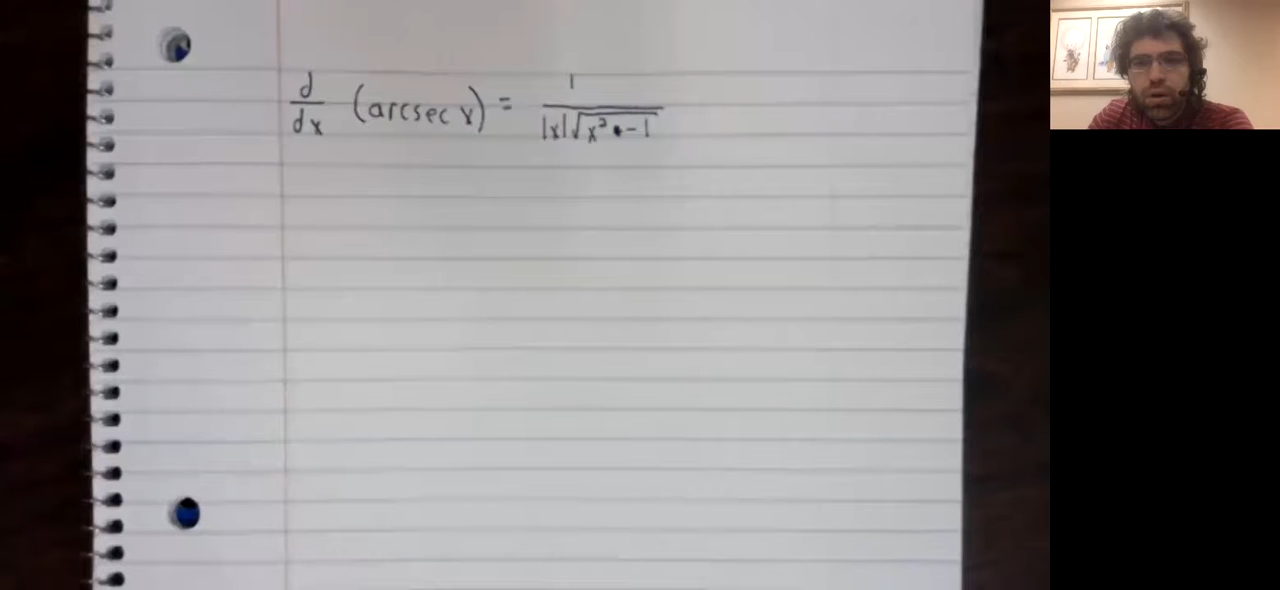 d/dx (arcsec x) = 1/(|x|√(x² - 1))